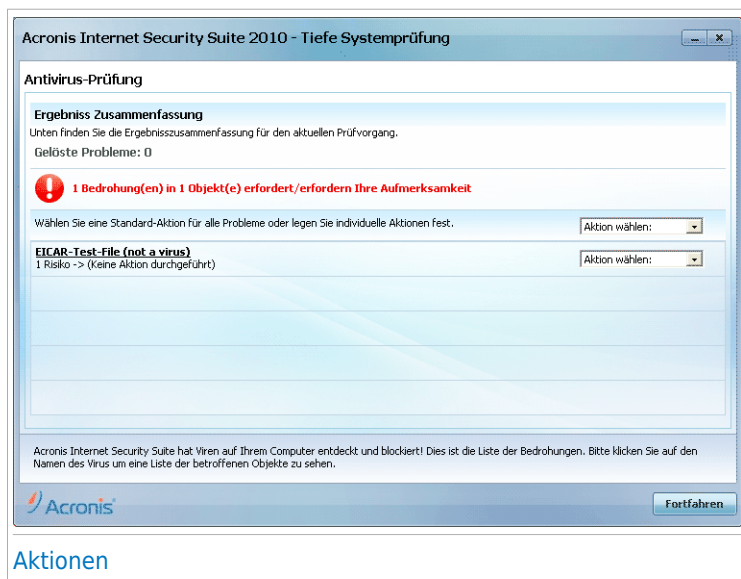 Acronis Internet Security Suite 2010 - Tiefe Systemprüfung
Antivirus-Prüfung
Ergebniss Zusammenfassung
Unten finden Sie die Ergebnisszusammenfassung für den aktuellen Prüfvorgang.
Gelöste Probleme: 0
1 Bedrohung(en) in 1 Objekt(e) erfordert/erfordern Ihre Aufmerksamkeit
Wählen Sie eine Standard-Aktion für alle Probleme oder legen Sie individuelle Aktionen fest.
Aktion wählen:
EICAR-Test-File (not a virus)
1 Risiko -> (Keine Aktion durchgeführt)
Aktion wählen:
Acronis Internet Security Suite hat Viren auf Ihrem Computer entdeckt und blockiert! Dies ist die Liste der Bedrohungen. Bitte klicken Sie auf den
Namen des Virus um eine Liste der betroffenen Objekte zu sehen.
Acronis
Fortfahren
Aktionen